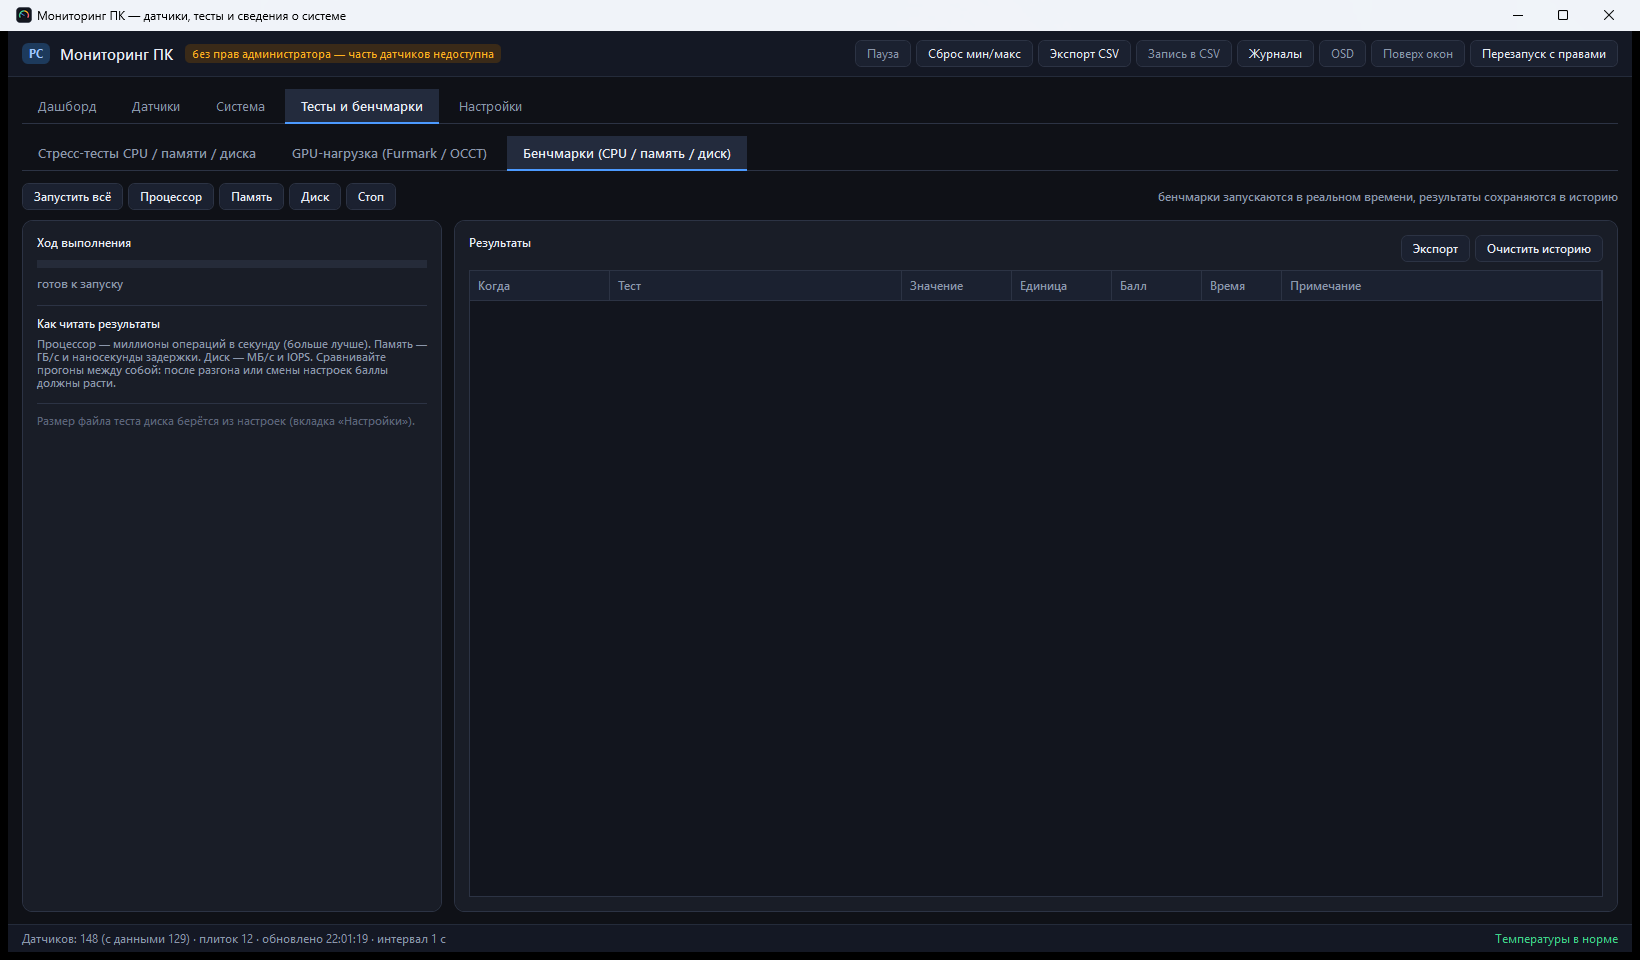 Мониторинг ПК — датчики, тесты и сведения о системе
PC Мониторинг ПК без прав администратора — часть датчиков недоступна Пауза Сброс мин/макс Экспорт CSV Запись в CSV Журналы OSD Поверх окон Перезапуск с правами
Дашборд Датчики Система Тесты и бенчмарки Настройки
Стресс-тесты CPU / памяти / диска GPU-нагрузка (Furmark / OCCT) Бенчмарки (CPU / память / диск)
Запустить всё Процессор Память Диск Стоп бенчмарки запускаются в реальном времени, результаты сохраняются в историю
Ход выполнения
готов к запуску
Как читать результаты
Процессор — миллионы операций в секунду (больше лучше). Память —
ГБ/с и наносекунды задержки. Диск — МБ/с и IOPS. Сравнивайте
прогоны между собой: после разгона или смены настроек баллы
должны расти.
Размер файла теста диска берётся из настроек (вкладка «Настройки»).
Результаты Экспорт Очистить историю
Когда Тест Значение Единица Балл Время Примечание
Датчиков: 148 (с данными 129) · плиток 12 · обновлено 22:01:19 · интервал 1 с Температуры в норме